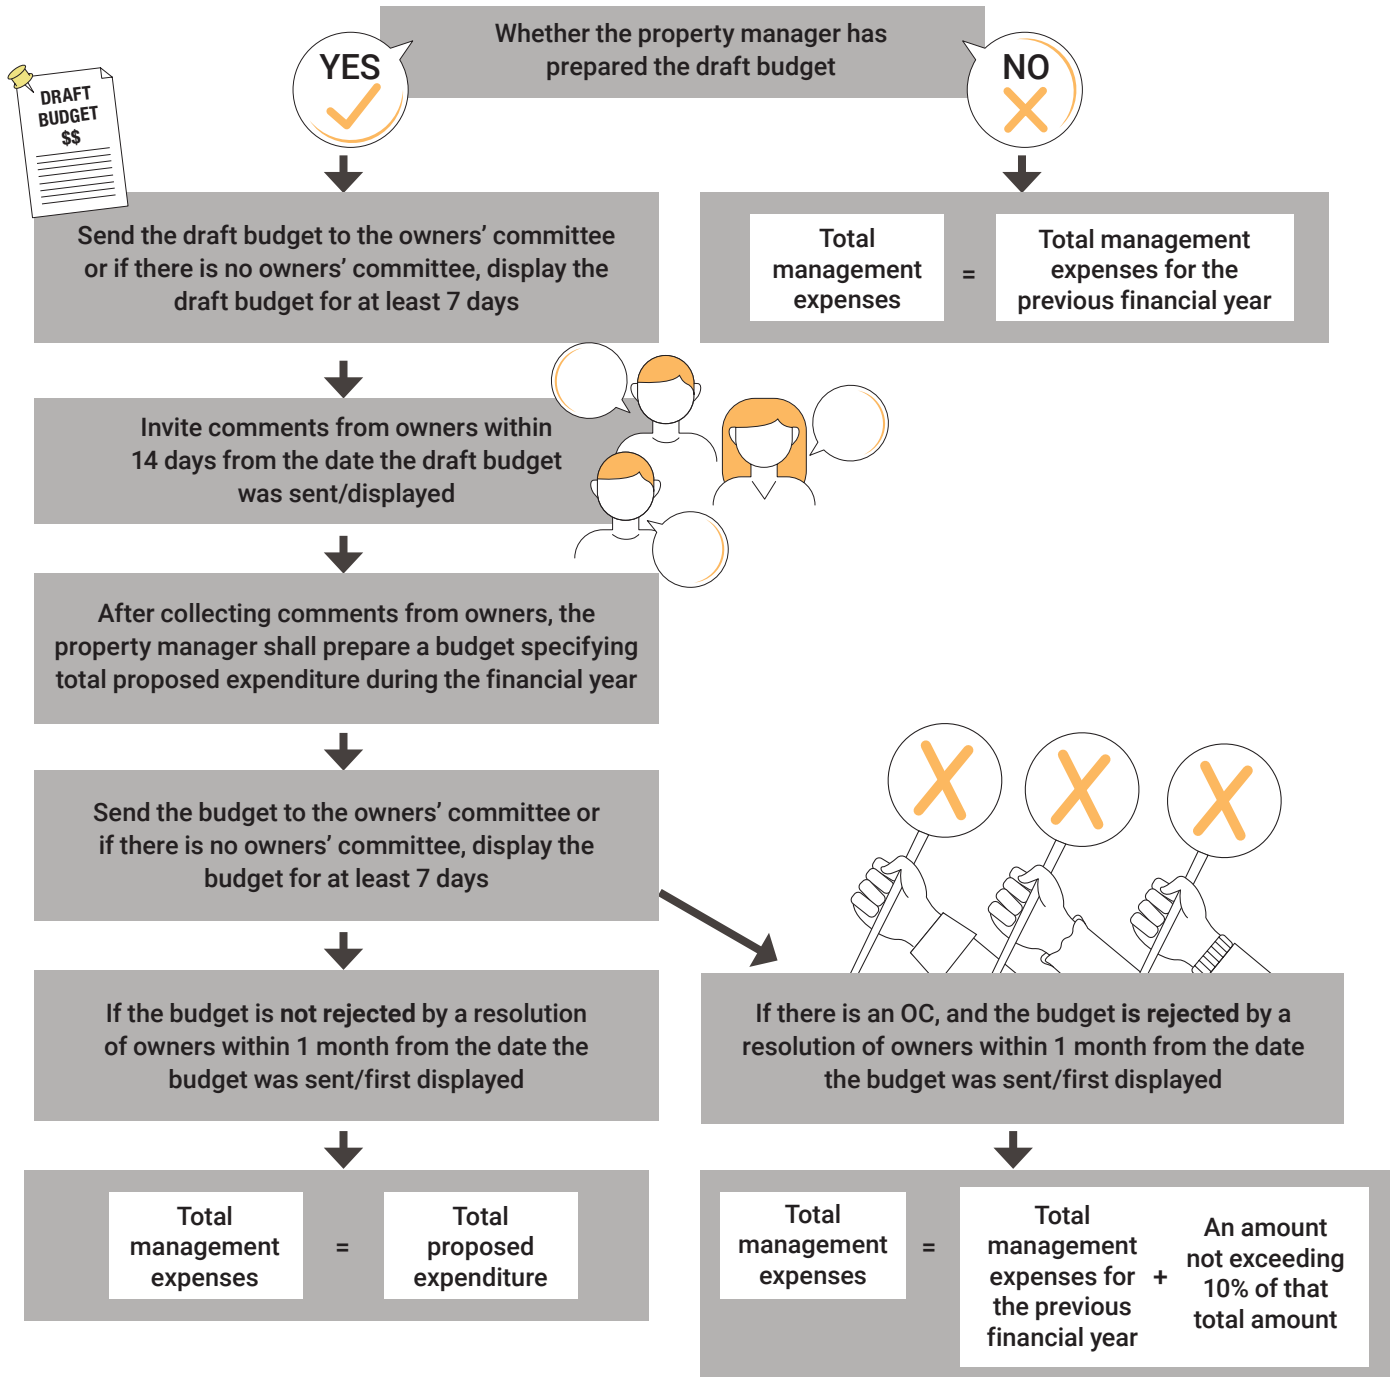 Whether the property manager has
prepared the draft budget
YES
NO
DRAFT
BUDGET
$$
Send the draft budget to the owners’ committee
or if there is no owners’ committee, display the
draft budget for at least 7 days
Total
management
expenses
=
Total management
expenses for the
previous financial year
Invite comments from owners within
14 days from the date the draft budget
was sent/displayed
After collecting comments from owners, the
property manager shall prepare a budget specifying
total proposed expenditure during the financial year
Send the budget to the owners’ committee or
if there is no owners’ committee, display the
budget for at least 7 days
If the budget is not rejected by a resolution
of owners within 1 month from the date the
budget was sent/first displayed
If there is an OC, and the budget is rejected by a
resolution of owners within 1 month from the date
the budget was sent/first displayed
Total
management
expenses
=
Total
proposed
expenditure
Total
management
expenses
=
Total
management
expenses for
the previous
financial year
+
An amount
not exceeding
10% of that
total amount